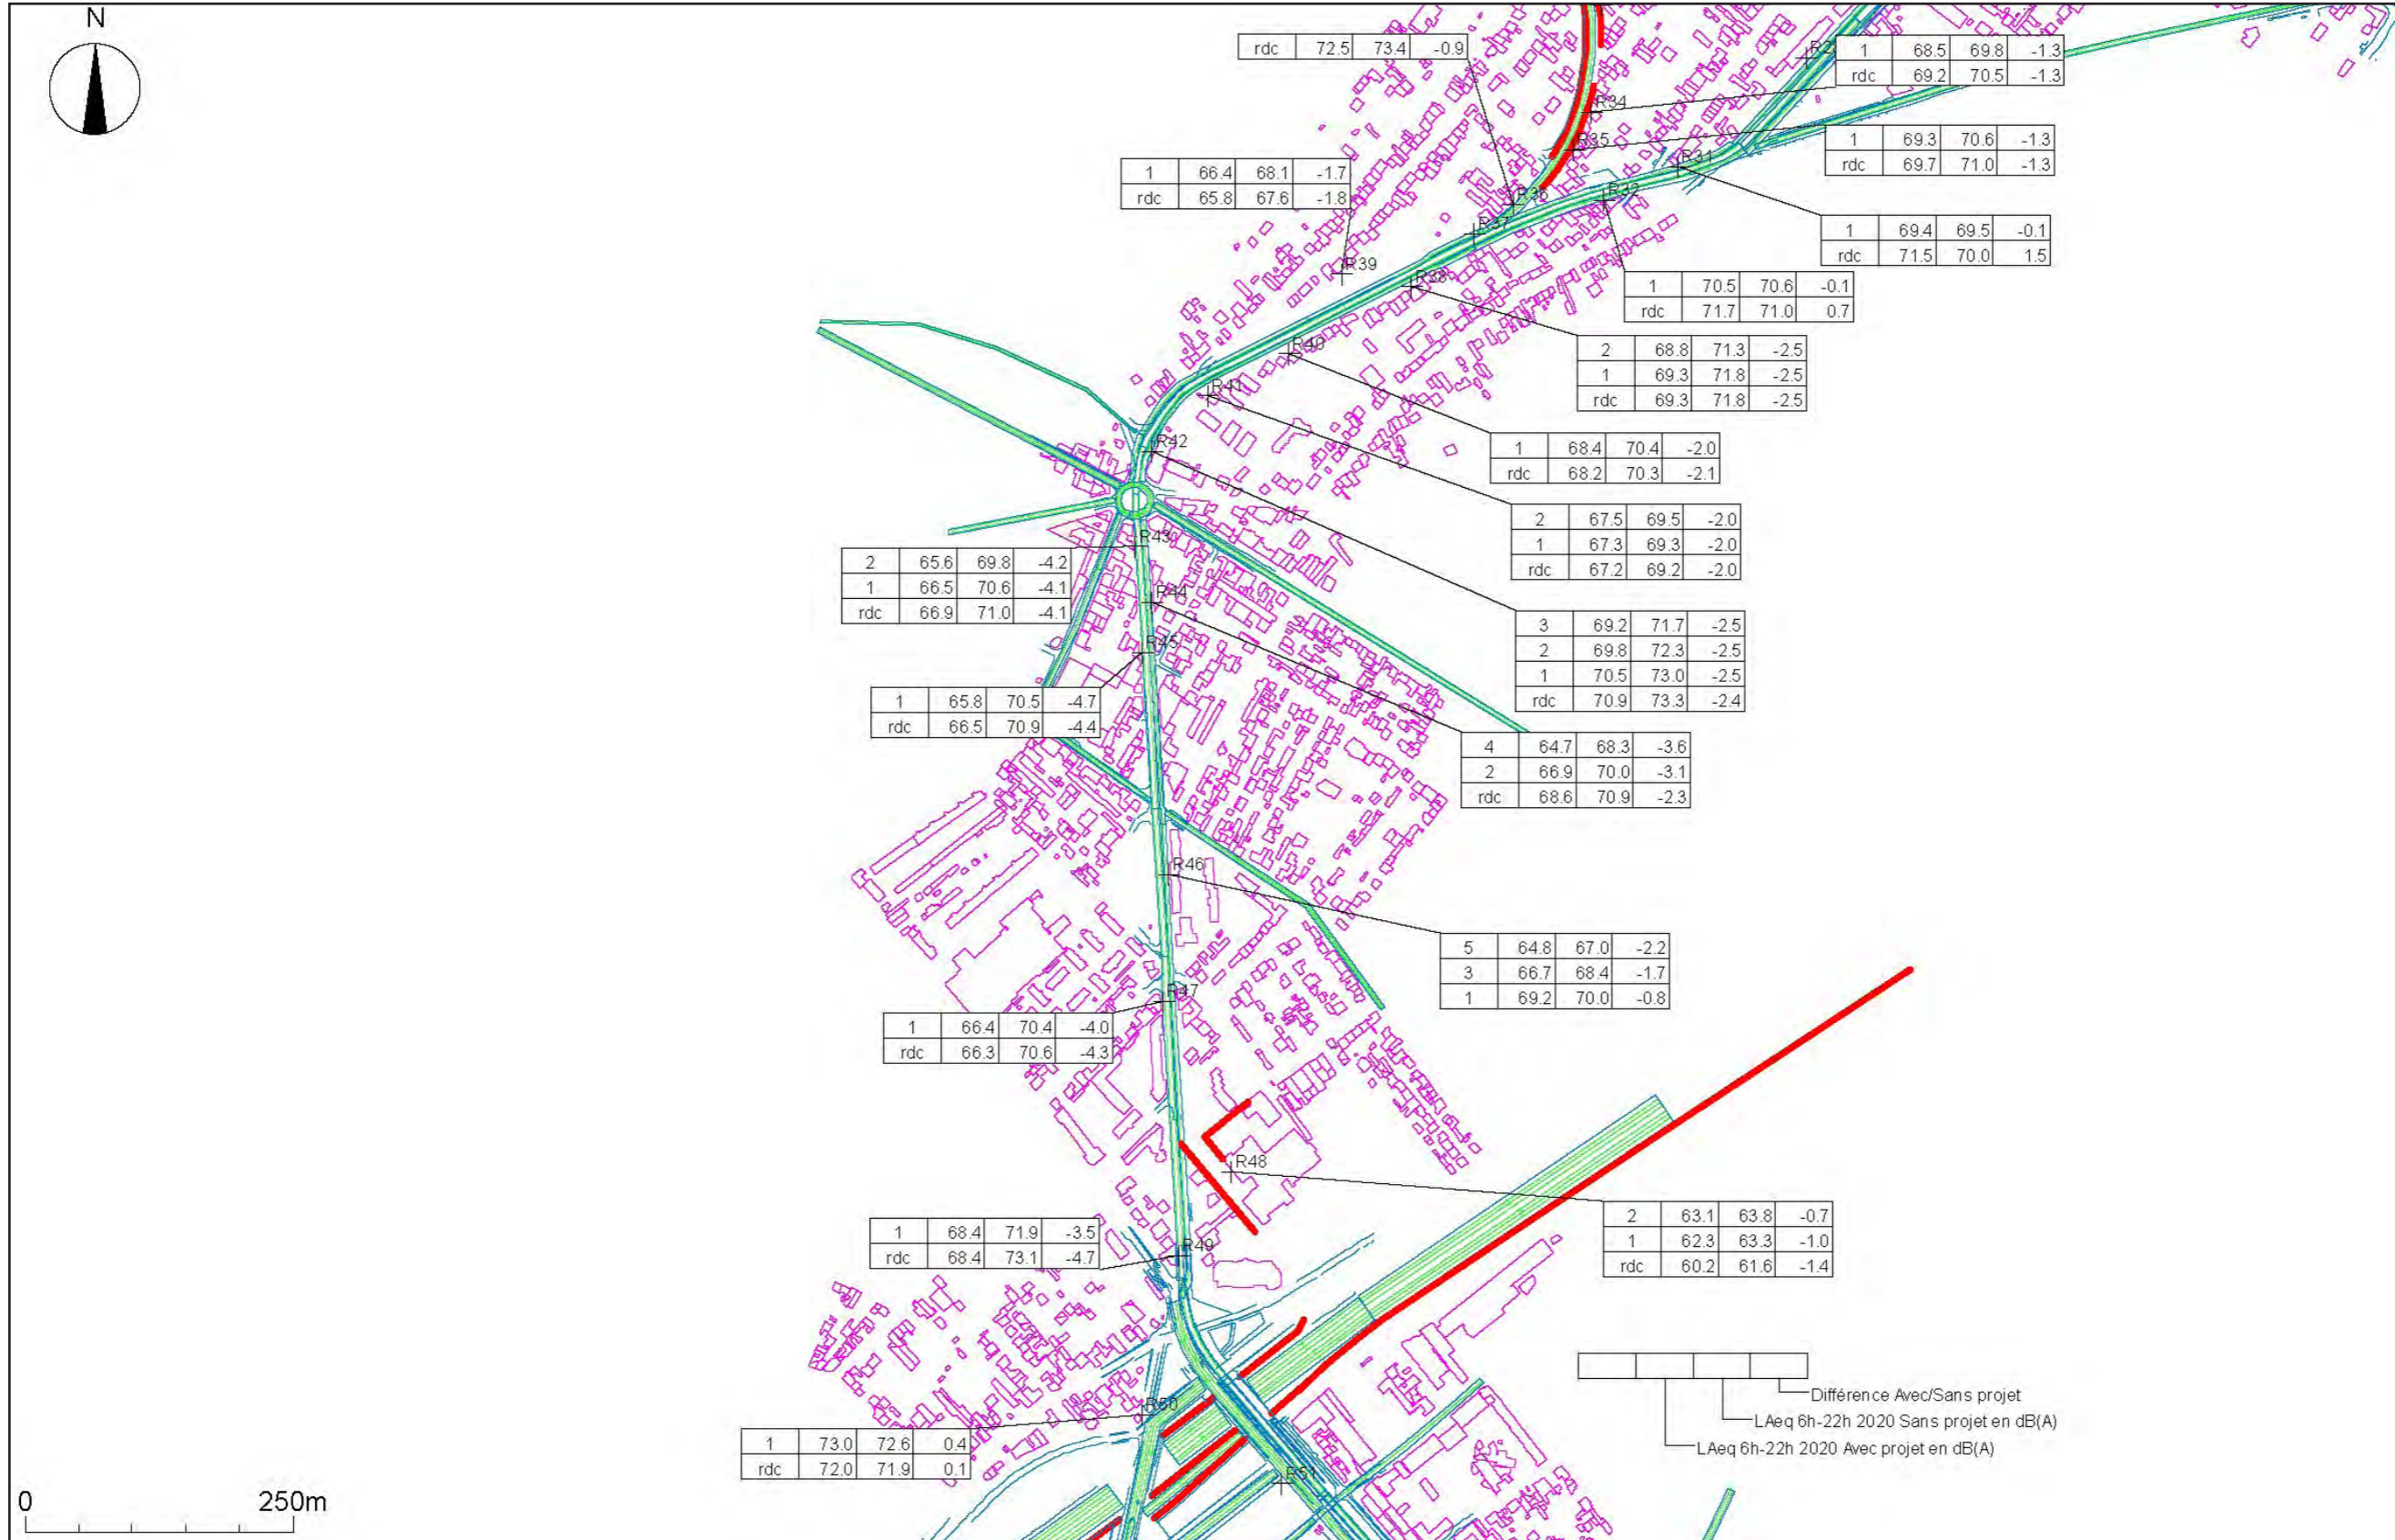 N
rdc 72.5 73.4 -0.9
1 68.5 69.8 -1.3
rdc 69.2 70.5 -1.3
R34
R35
1 69.3 70.6 -1.3
rdc 69.7 71.0 -1.3
R31
1 66.4 68.1 -1.7
rdc 65.8 67.6 -1.8
R36
R32
R37
1 69.4 69.5 -0.1
rdc 71.5 70.0 1.5
R39
R38
1 70.5 70.6 -0.1
rdc 71.7 71.0 0.7
R40
2 68.8 71.3 -2.5
1 69.3 71.8 -2.5
rdc 69.3 71.8 -2.5
R41
R42
1 68.4 70.4 -2.0
rdc 68.2 70.3 -2.1
2 67.5 69.5 -2.0
1 67.3 69.3 -2.0
rdc 67.2 69.2 -2.0
R43
2 65.6 69.8 -4.2
1 66.5 70.6 -4.1
rdc 66.9 71.0 -4.1
R44
3 69.2 71.7 -2.5
2 69.8 72.3 -2.5
1 70.5 73.0 -2.5
rdc 70.9 73.3 -2.4
R45
1 65.8 70.5 -4.7
rdc 66.5 70.9 -4.4
4 64.7 68.3 -3.6
2 66.9 70.0 -3.1
rdc 68.6 70.9 -2.3
R46
5 64.8 67.0 -2.2
3 66.7 68.4 -1.7
1 69.2 70.0 -0.8
R47
1 66.4 70.4 -4.0
rdc 66.3 70.6 -4.3
R48
2 63.1 63.8 -0.7
1 62.3 63.3 -1.0
rdc 60.2 61.6 -1.4
1 68.4 71.9 -3.5
rdc 68.4 73.1 -4.7
R49
Différence Avec/Sans projet
LAeq 6h-22h 2020 Sans projet en dB(A)
LAeq 6h-22h 2020 Avec projet en dB(A)
R50
1 73.0 72.6 0.4
rdc 72.0 71.9 0.1
R51
0 250m